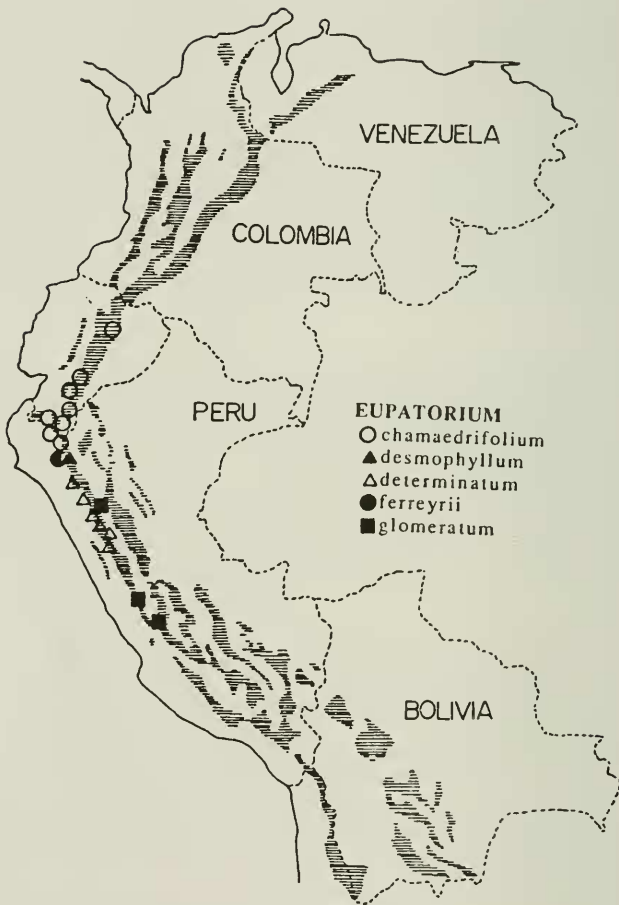 VENEZUELA
COLOMBIA
PERU
EUPATORIUM
chamaedrifolium
desmophyllum
determinatum
ferreyrii
glomeratum
BOLIVIA